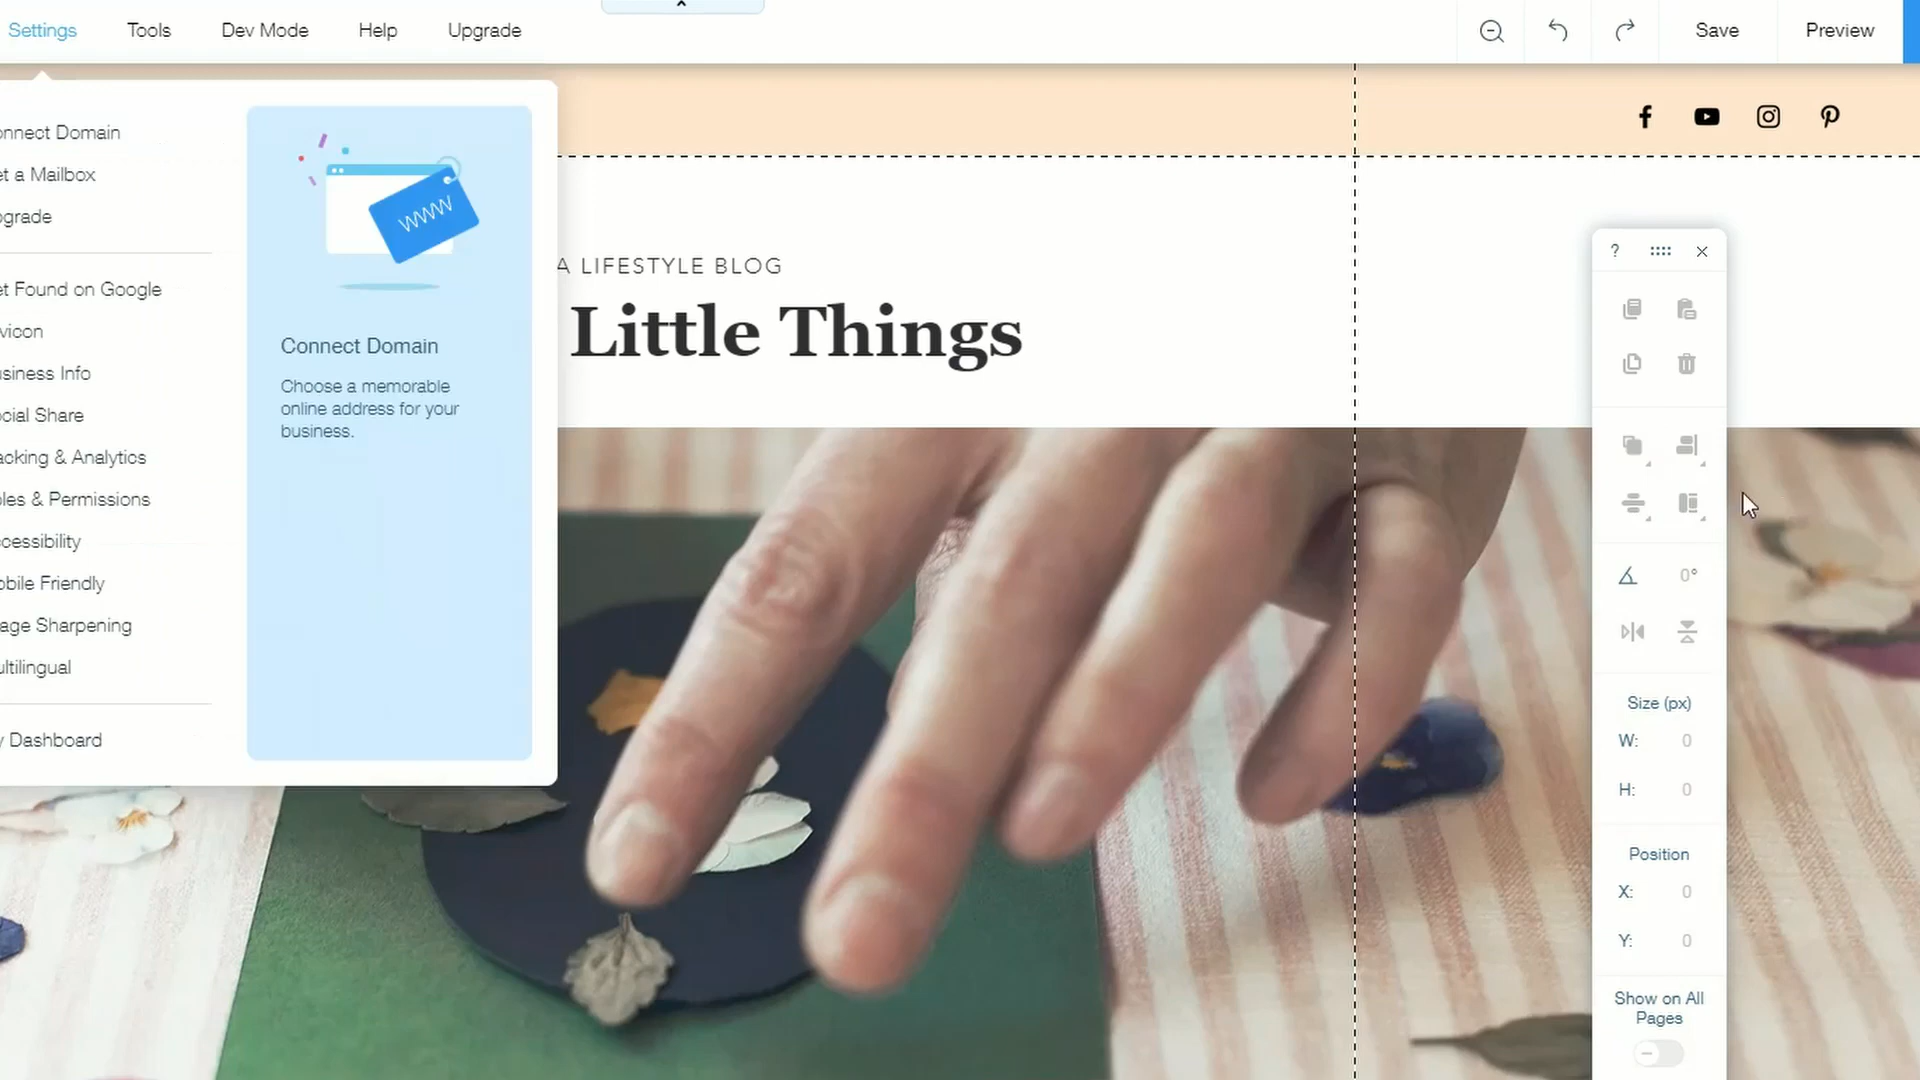 Settings
Tools
Dev Mode
Help
Upgrade
Save
Preview
onnect Domain
et a Mailbox
pgrade
et Found on Google
vicon
usiness Info
ocial Share
acking & Analytics
les & Permissions
ccessibility
obile Friendly
age Sharpening
ultilingual
y Dashboard
WWW
Connect Domain
Choose a memorable
online address for your
business.
A LIFESTYLE BLOG
Little Things
?
0°
Size (px)
W: 0
H: 0
Position
X: 0
Y: 0
Show on All
Pages